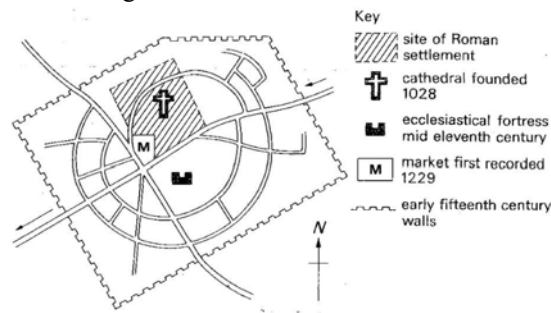 Key
site of Roman
settlement
cathedral founded
1028
ecclesiastical fortress
mid eleventh century
M
market first recorded
1229
early fifteenth century
walls
M
N